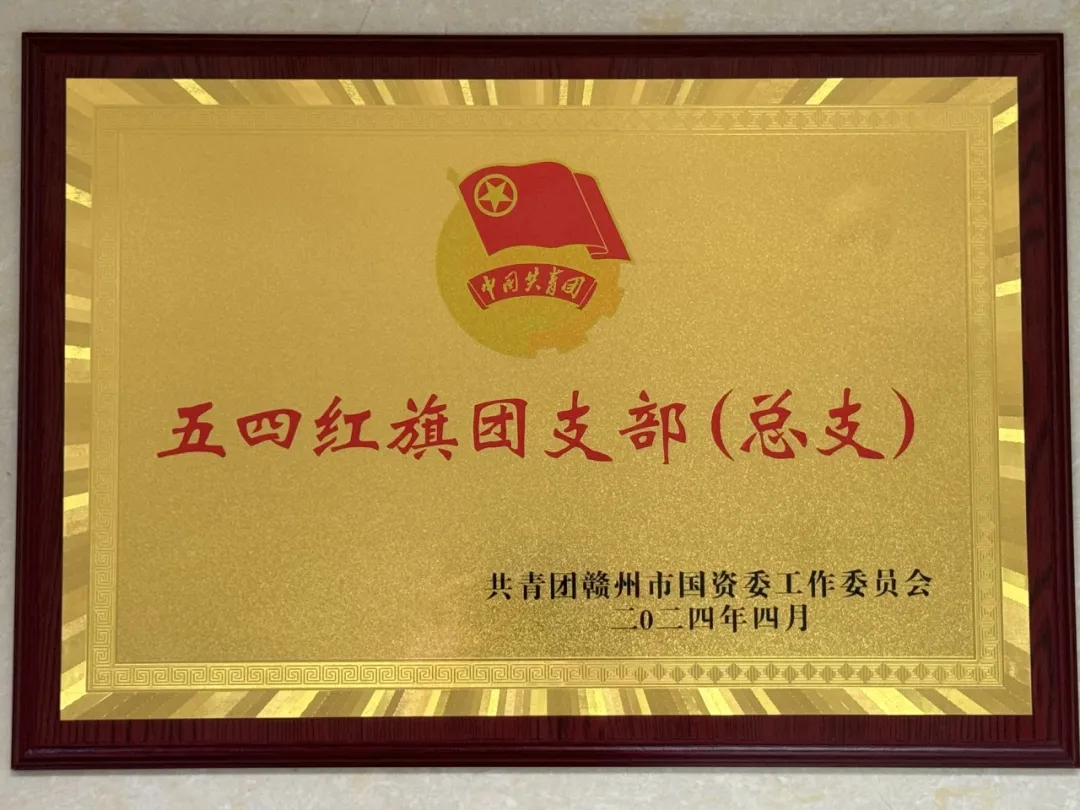 中国共青团
五四红旗团支部(总支)
共青团赣州市国资委工作委员会
二0二四年四月